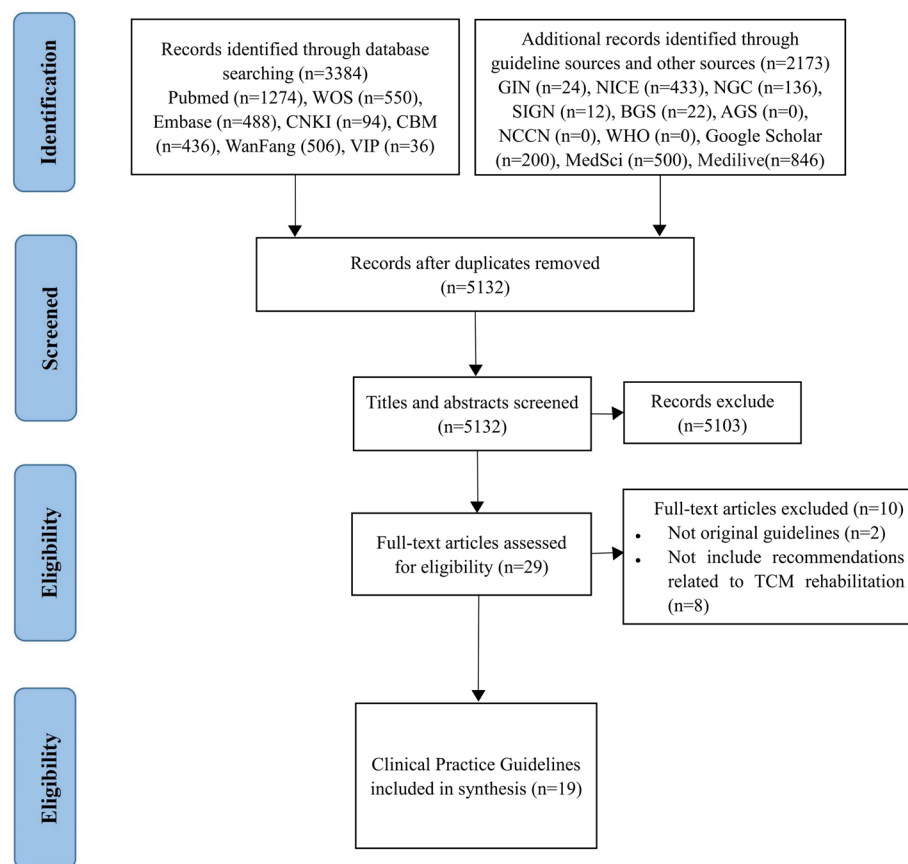 Identification
Records identified through database
searching (n=3384)
Pubmed (n=1274), WOS (n=550),
Embase (n=488), CNKI (n=94), CBM
(n=436), WanFang (506), VIP (n=36)
Additional records identified through
guideline sources and other sources (n=2173)
GIN (n=24), NICE (n=433), NGC (n=136),
SIGN (n=12), BGS (n=22), AGS (n=0),
NCCN (n=0), WHO (n=0), Google Scholar
(n=200), MedSci (n=500), Medilive(n=846)
Screened
Records after duplicates removed
(n=5132)
Titles and abstracts screened
(n=5132)
Records exclude
(n=5103)
Eligibility
Full-text articles assessed
for eligibility (n=29)
Full-text articles excluded (n=10)
• Not original guidelines (n=2)
• Not include recommendations
related to TCM rehabilitation
(n=8)
Eligibility
Clinical Practice Guidelines
included in synthesis (n=19)